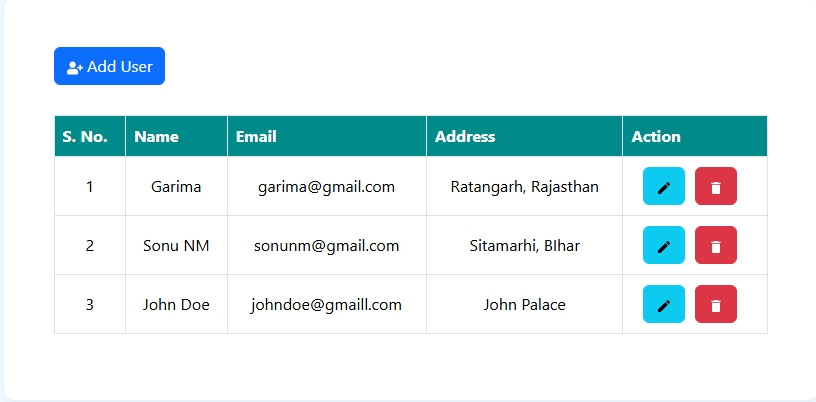 Add User
S. No. Name Email Address Action
1 Garima garima@gmail.com Ratangarh, Rajasthan
2 Sonu NM sonunm@gmail.com Sitamarhi, BIhar
3 John Doe johndoe@gmaill.com John Palace